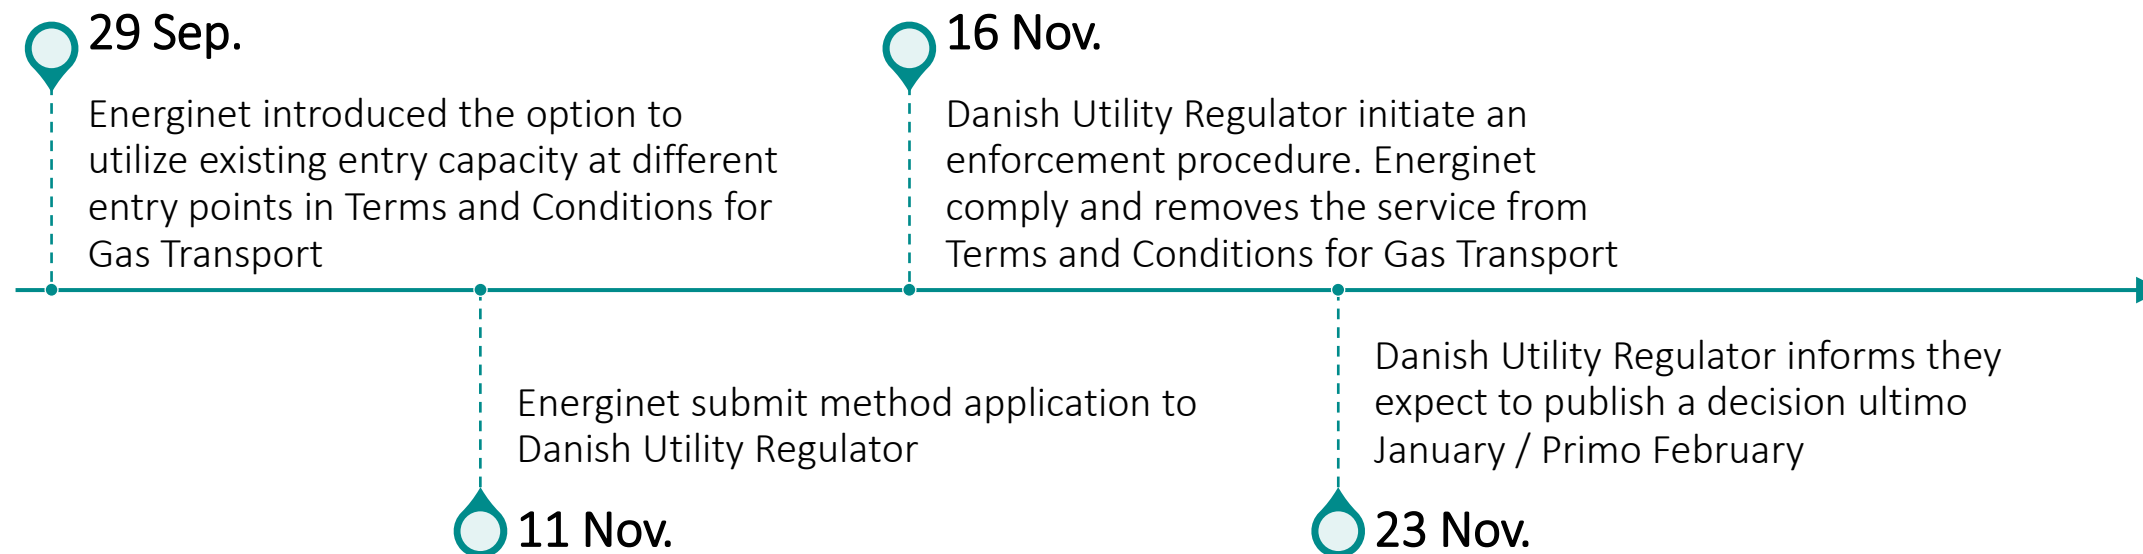 29 Sep.
Energinet introduced the option to
utilize existing entry capacity at different
entry points in Terms and Conditions for
Gas Transport
16 Nov.
Danish Utility Regulator initiate an
enforcement procedure. Energinet
comply and removes the service from
Terms and Conditions for Gas Transport
Energinet submit method application to
Danish Utility Regulator
11 Nov.
Danish Utility Regulator informs they
expect to publish a decision ultimo
January / Primo February
23 Nov.